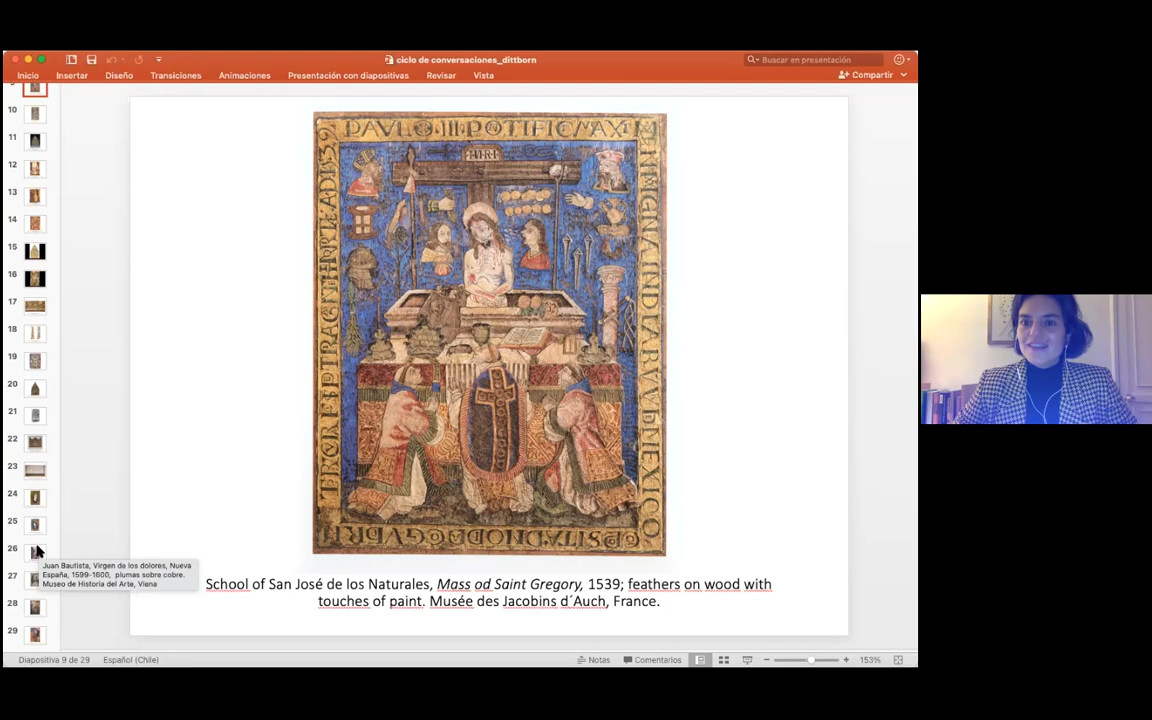 ciclo de conversaciones_dittborn
Buscar en presentación
Inicio
Insertar
Diseño
Transiciones
Animaciones
Presentación con diapositivas
Revisar
Vista
Compartir
10
11
12
13
14
15
16
17
18
19
20
21
22
23
24
25
26
27
28
29
PAVLO·III·POTIFICI·MAXI
MEXICO
Juan Bautista, Virgen de los dolores, Nueva
España, 1599-1600, plumas sobre cobre.
Museo de Historia del Arte, Viena
School of San José de los Naturales, Mass od Saint Gregory, 1539; feathers on wood with
touches of paint. Musée des Jacobins d´Auch, France.
Diapositiva 9 de 29
Español (Chile)
Notas
Comentarios
153%